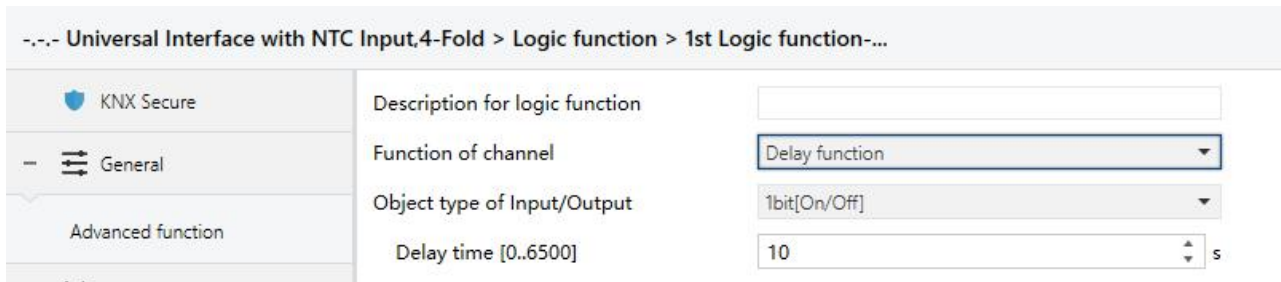 -.-.- Universal Interface with NTC Input,4-Fold > Logic function > 1st Logic function-...
KNX Secure
General
Advanced function
Description for logic function
Function of channel
Delay function
Object type of Input/Output
1bit[On/Off]
Delay time [0..6500]
10
s